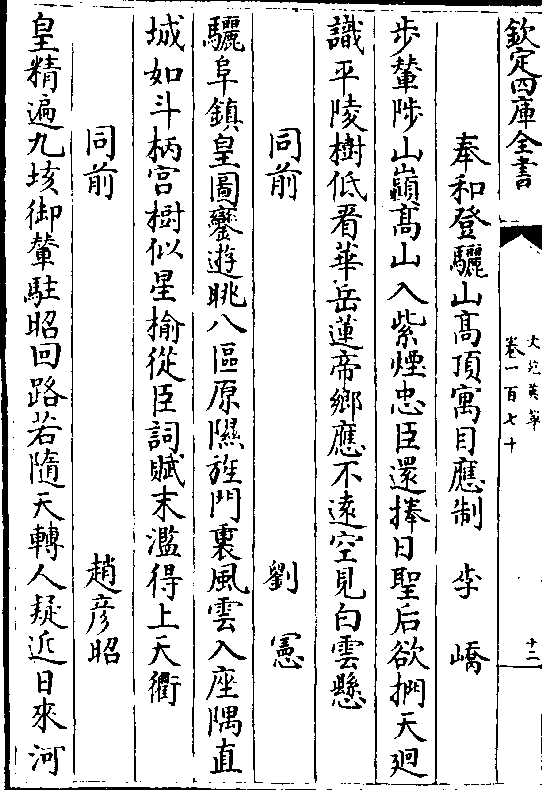 欽定四庫全書
文苑英華
卷一百七十
十二
奉和登驪山髙頂寓目應制 李嶠
步輦陟山巓髙山入紫煙忠臣還捧日聖后欲捫天廻
識平陵樹低看華岳蓮帝鄉應不逺空見白雲懸
同前 劉憲
驪阜鎮皇圖鑾遊眺八區原隰旌門裏風雲入座隅直
城如斗柄宫樹似星榆從臣詞賦末濫得上天衢
同前 趙彦昭
皇情遍九垓御輦駐昭回路若隨天轉人疑近日來河